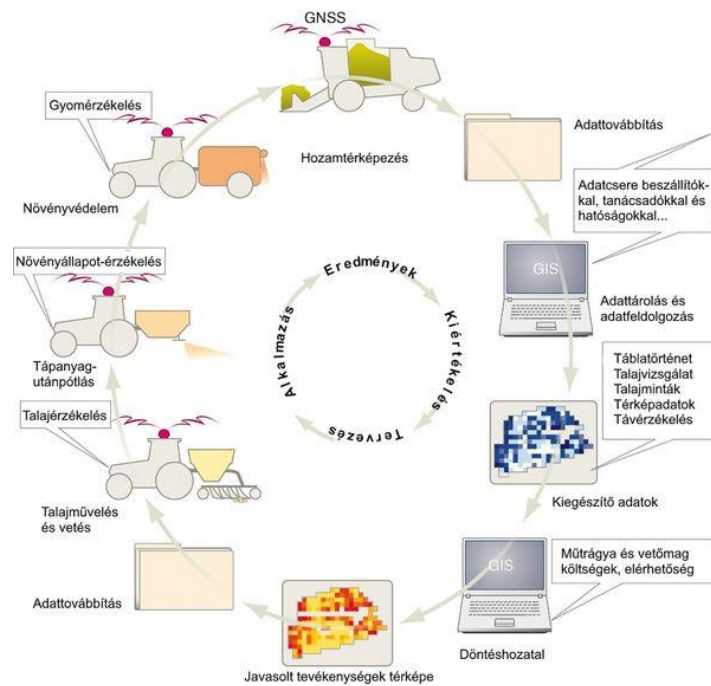 GNSS
Hozamtérképezés
Adattovábbítás
Adatcsere beszállítók-
kal, tanácsadókkal és
hatóságokkal...
GIS
Adattárolás és
adatfeldolgozás
Táblatörténet
Talajvizsgálat
Talajminták
Térképadatok
Távérzékelés
Kiegészítő adatok
Műtrágya és vetőmag
költségek, elérhetőség
GIS
Döntéshozatal
Javasolt tevékenységek térképe
Adattovábbítás
Talajérzékelés
Talajművelés
és vetés
Növényállapot-érzékelés
Tápanyag-
utánpótlás
Gyomérzékelés
Növényvédelem
Eredmények
Kiértékelés
Tervezés
Alkalmazás